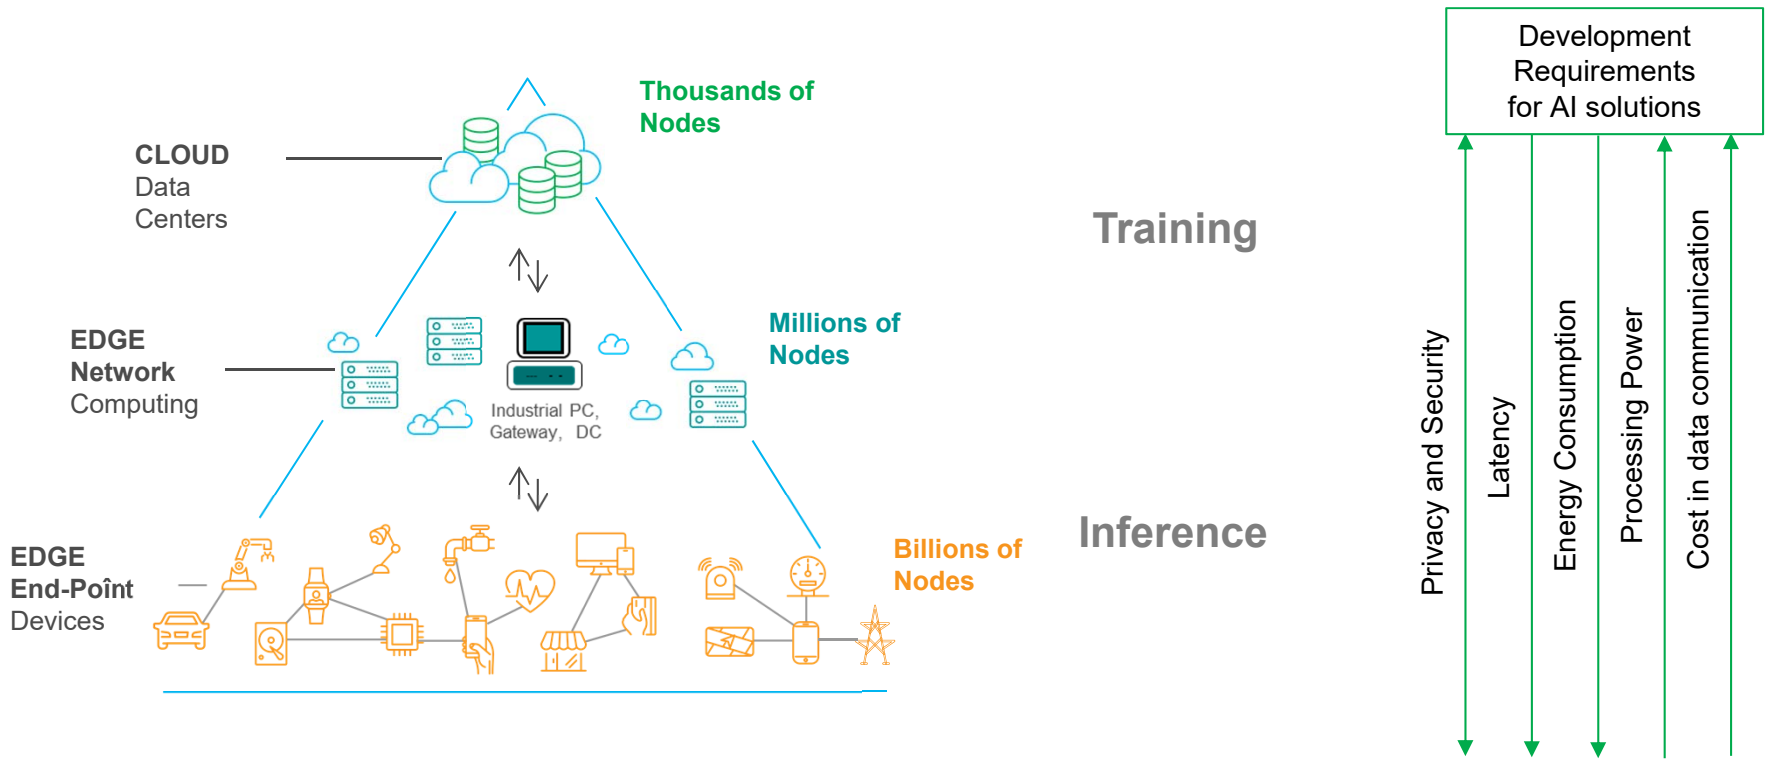 Development
Requirements
for AI solutions
Thousands of
Nodes
CLOUD
Data
Centers
Training
Millions of
Nodes
EDGE
Network
Computing
Industrial PC,
Gateway, DC
Inference
Billions of
Nodes
EDGE
End-Poînt
Devices
Privacy and Security
Latency
Energy Consumption
Processing Power
Cost in data communication